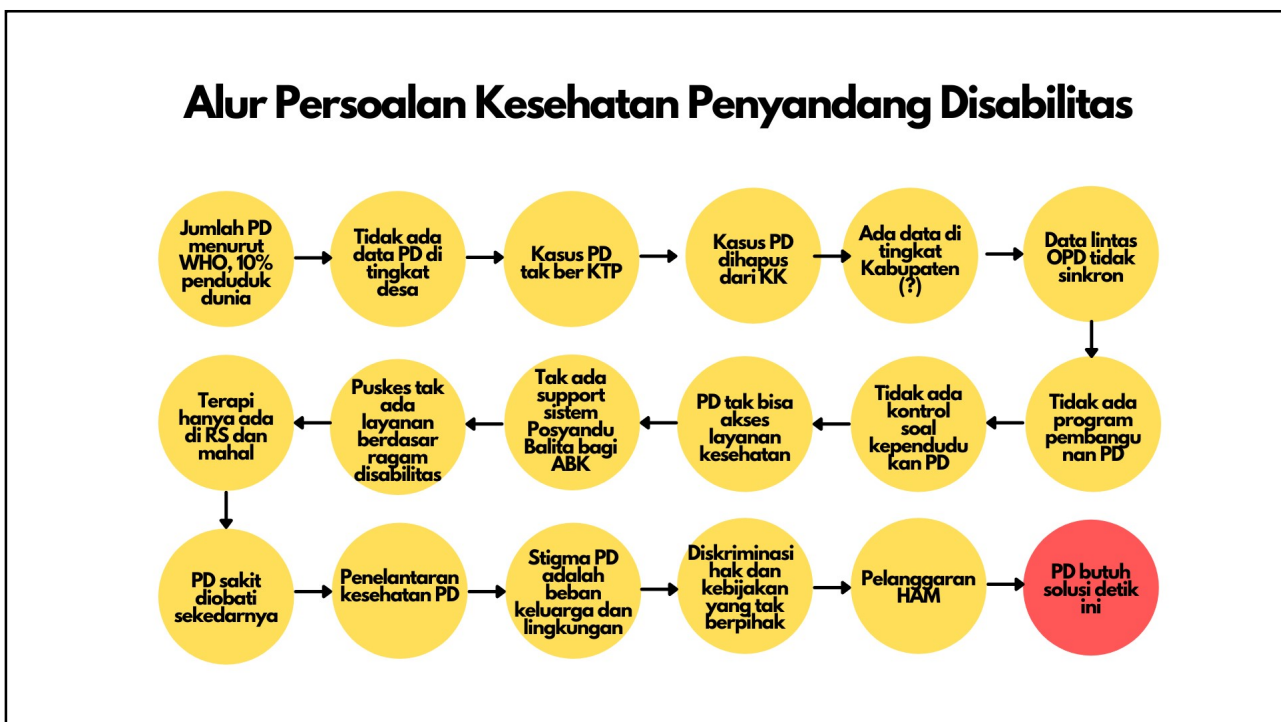 Alur Persoalan Kesehatan Penyandang Disabilitas
Jumlah PD
menurut
WHO, 10%
penduduk
dunia
Tidak ada
data PD di
tingkat
desa
Kasus PD
tak ber KTP
Kasus PD
dihapus
dari KK
Ada data di
tingkat
Kabupaten
(?)
Data lintas
OPD tidak
sinkron
Tidak ada
program
pembangu
nan PD
Tidak ada
kontrol
soal
kependudu
kan PD
PD tak bisa
akses
layanan
kesehatan
Tak ada
support
sistem
Posyandu
Balita bagi
ABK
Puskes tak
ada
layanan
berdasar
ragam
disabilitas
Terapi
hanya ada
di RS dan
mahal
PD sakit
diobati
sekedarnya
Penelantaran
kesehatan PD
Stigma PD
adalah
beban
keluarga dan
lingkungan
Diskriminasi
hak dan
kebijakan
yang tak
berpihak
Pelanggaran
HAM
PD butuh
solusi detik
ini